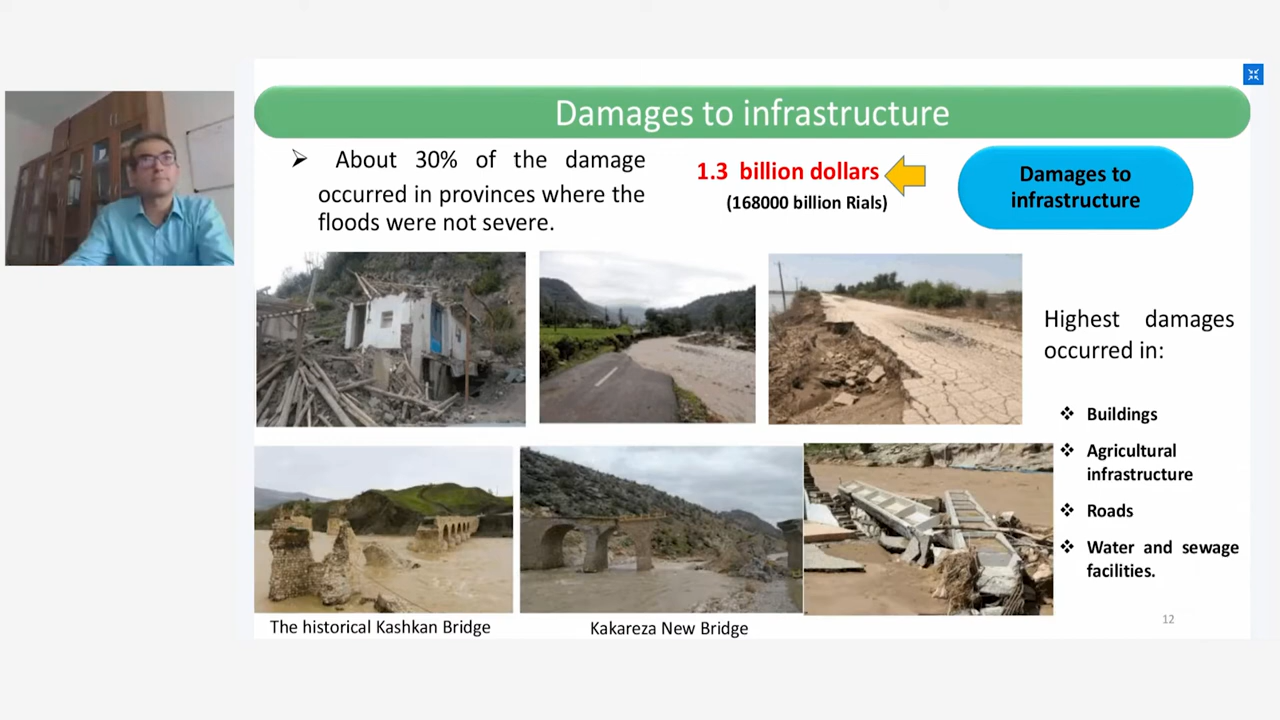 Damages to infrastructure
➢ About 30% of the damage
occurred in provinces where the
floods were not severe.
1.3 billion dollars
(168000 billion Rials)
Damages to
infrastructure
Highest damages
occurred in:
❖ Buildings
❖ Agricultural
infrastructure
❖ Roads
❖ Water and sewage
facilities.
The historical Kashkan Bridge
Kakareza New Bridge
12